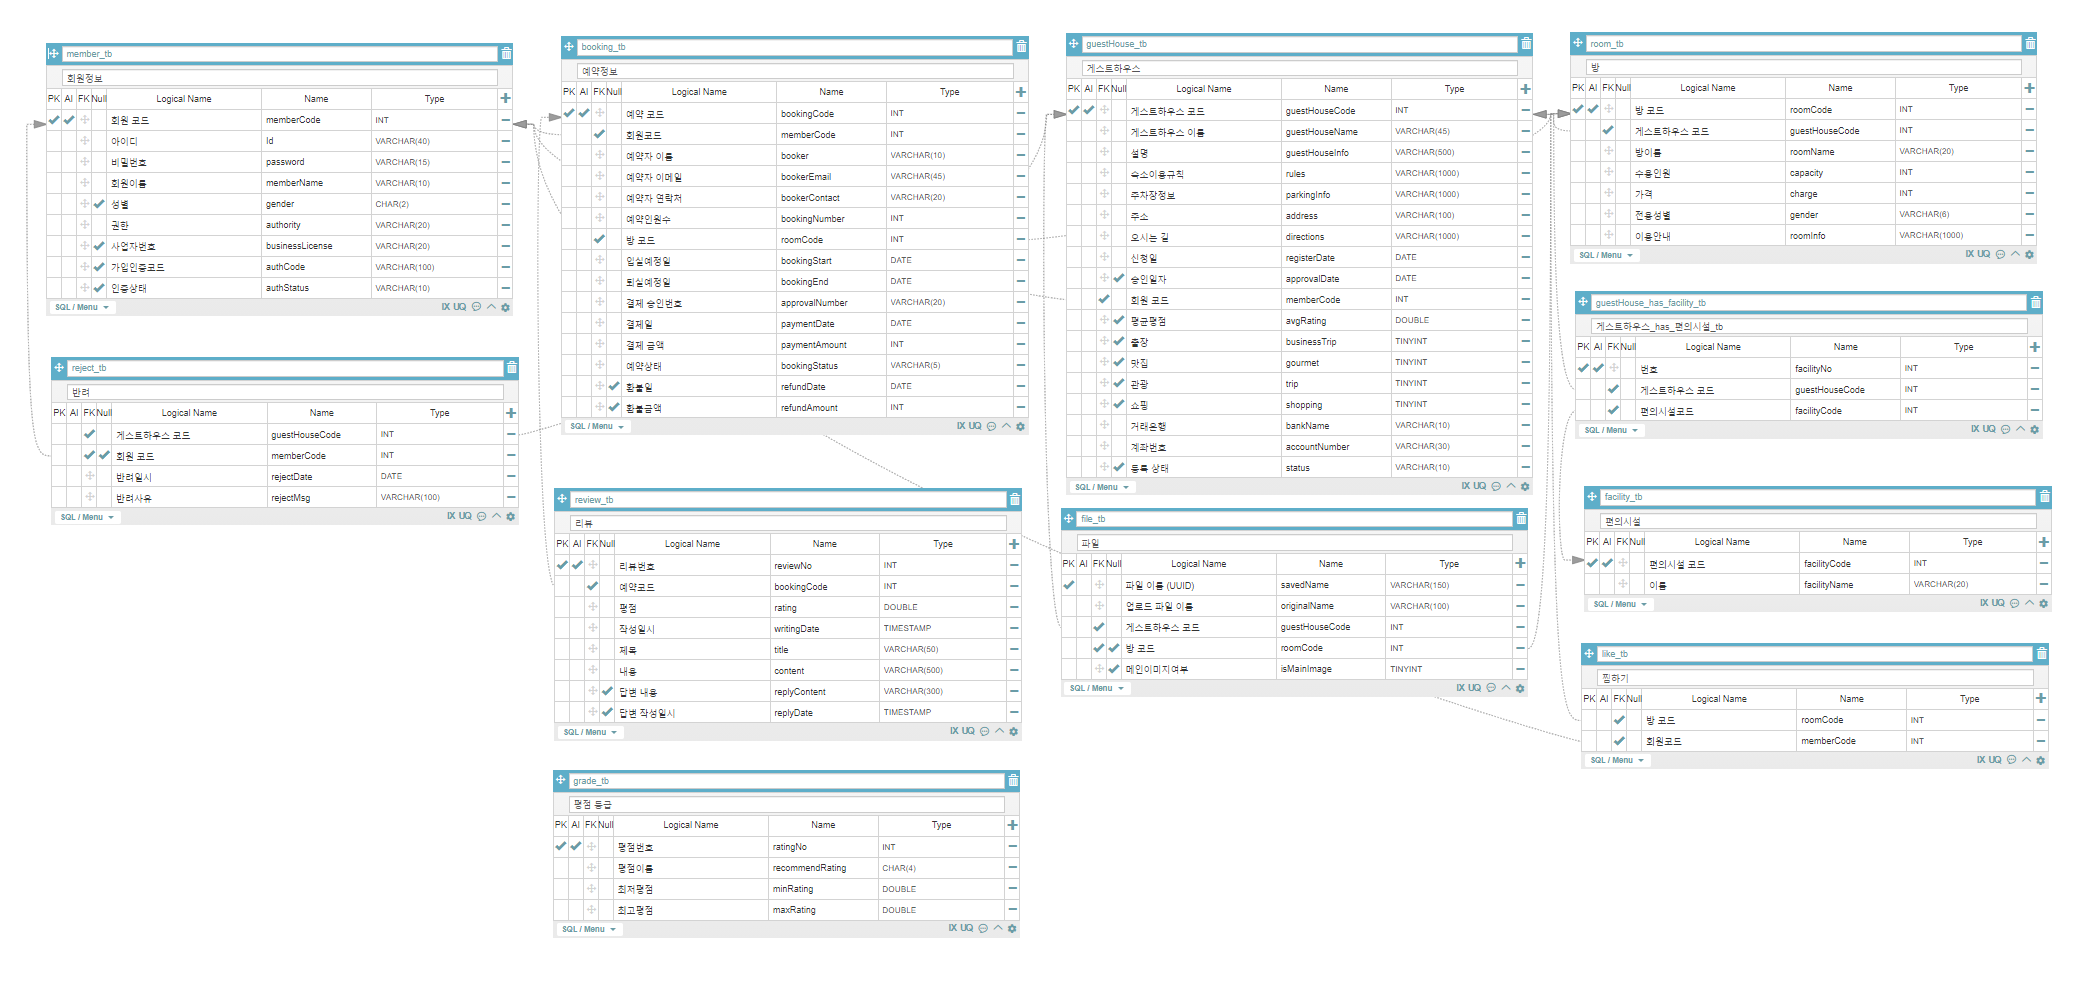 member_tb
회원정보
PK AI FK Null Logical Name Name Type
회원 코드 memberCode INT
아이디 Id VARCHAR(40)
비밀번호 password VARCHAR(15)
회원이름 memberName VARCHAR(10)
성별 gender CHAR(2)
권한 authority VARCHAR(20)
사업자번호 businessLicense VARCHAR(20)
가입인증코드 authCode VARCHAR(100)
인증상태 authStatus VARCHAR(10)
SQL / Menu IX UQ
reject_tb
반려
PK AI FK Null Logical Name Name Type
게스트하우스 코드 guestHouseCode INT
회원 코드 memberCode INT
반려일시 rejectDate DATE
반려사유 rejectMsg VARCHAR(100)
SQL / Menu IX UQ
booking_tb
예약정보
PK AI FK Null Logical Name Name Type
예약 코드 bookingCode INT
회원코드 memberCode INT
예약자 이름 booker VARCHAR(10)
예약자 이메일 bookerEmail VARCHAR(45)
예약자 연락처 bookerContact VARCHAR(20)
예약인원수 bookingNumber INT
방 코드 roomCode INT
입실예정일 bookingStart DATE
퇴실예정일 bookingEnd DATE
결제 승인번호 approvalNumber VARCHAR(20)
결제일 paymentDate DATE
결제 금액 paymentAmount INT
예약상태 bookingStatus VARCHAR(5)
환불일 refundDate DATE
환불금액 refundAmount INT
SQL / Menu IX UQ
review_tb
리뷰
PK AI FK Null Logical Name Name Type
리뷰번호 reviewNo INT
예약코드 bookingCode INT
평점 rating DOUBLE
작성일시 writingDate TIMESTAMP
제목 title VARCHAR(50)
내용 content VARCHAR(500)
답변 내용 replyContent VARCHAR(300)
답변 작성일시 replyDate TIMESTAMP
SQL / Menu IX UQ
grade_tb
평점 등급
PK AI FK Null Logical Name Name Type
평점번호 ratingNo INT
평점이름 recommendRating CHAR(4)
최저평점 minRating DOUBLE
최고평점 maxRating DOUBLE
SQL / Menu IX UQ
guestHouse_tb
게스트하우스
PK AI FK Null Logical Name Name Type
게스트하우스 코드 guestHouseCode INT
게스트하우스 이름 guestHouseName VARCHAR(45)
설명 guestHouseInfo VARCHAR(500)
숙소이용규칙 rules VARCHAR(1000)
주차장정보 parkingInfo VARCHAR(1000)
주소 address VARCHAR(100)
오시는 길 directions VARCHAR(1000)
신청일 registerDate DATE
승인일자 approvalDate DATE
회원 코드 memberCode INT
평균평점 avgRating DOUBLE
출장 businessTrip TINYINT
맛집 gourmet TINYINT
관광 trip TINYINT
쇼핑 shopping TINYINT
거래은행 bankName VARCHAR(10)
계좌번호 accountNumber VARCHAR(30)
등록 상태 status VARCHAR(10)
SQL / Menu IX UQ
file_tb
파일
PK AI FK Null Logical Name Name Type
파일 이름 (UUID) savedName VARCHAR(150)
업로드 파일 이름 originalName VARCHAR(100)
게스트하우스 코드 guestHouseCode INT
방 코드 roomCode INT
메인이미지여부 isMainImage TINYINT
SQL / Menu IX UQ
room_tb
방
PK AI FK Null Logical Name Name Type
방 코드 roomCode INT
게스트하우스 코드 guestHouseCode INT
방이름 roomName VARCHAR(20)
수용인원 capacity INT
가격 charge INT
전용성별 gender VARCHAR(6)
이용안내 roomInfo VARCHAR(1000)
SQL / Menu IX UQ
guestHouse_has_facility_tb
게스트하우스_has_편의시설_tb
PK AI FK Null Logical Name Name Type
번호 facilityNo INT
게스트하우스 코드 guestHouseCode INT
편의시설코드 facilityCode INT
SQL / Menu IX UQ
facility_tb
편의시설
PK AI FK Null Logical Name Name Type
편의시설 코드 facilityCode INT
이름 facilityName VARCHAR(20)
SQL / Menu IX UQ
like_tb
찜하기
PK AI FK Null Logical Name Name Type
방 코드 roomCode INT
회원코드 memberCode INT
SQL / Menu IX UQ